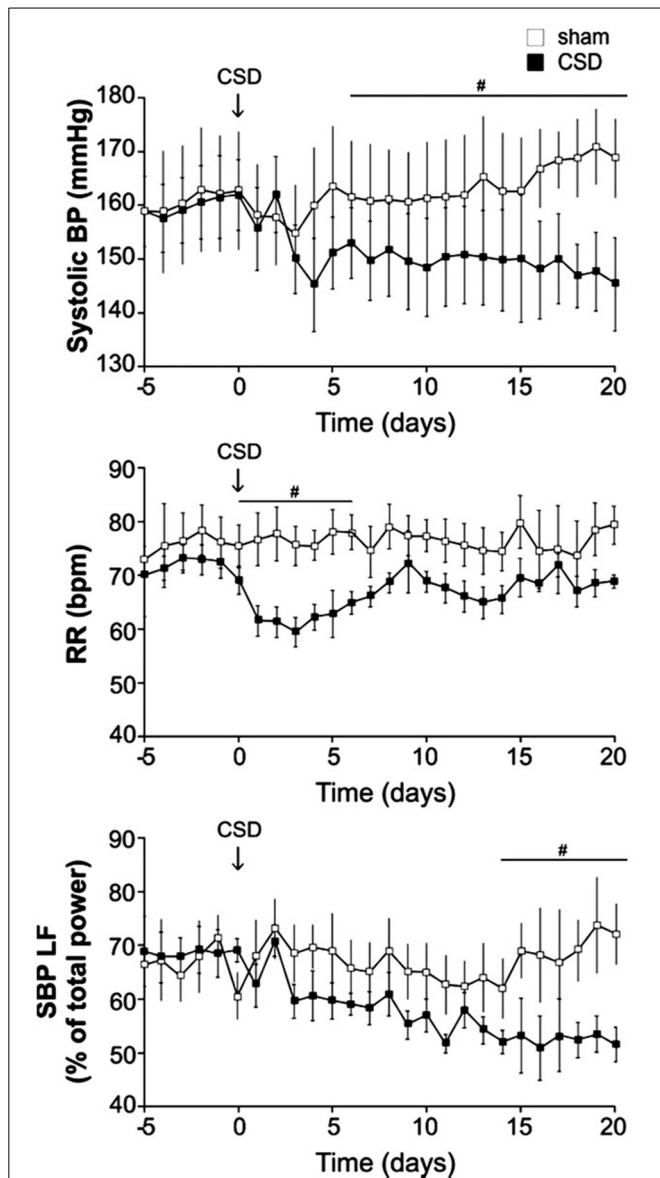 sham
CSD
CSD
#
Systolic BP (mmHg)
180
170
160
150
140
130
-5 0 5 10 15 20
Time (days)
CSD
#
RR (bpm)
90
80
70
60
50
40
-5 0 5 10 15 20
Time (days)
CSD
#
SBP LF
(% of total power)
90
80
70
60
50
40
-5 0 5 10 15 20
Time (days)